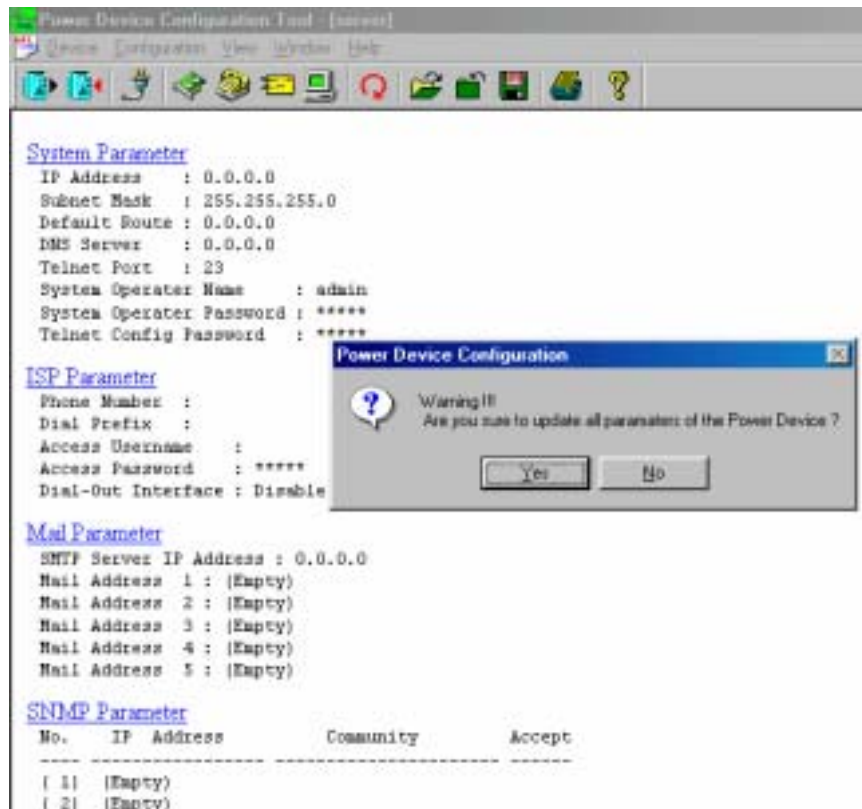 Power Device Configuration Tool - [server]
Device Configuration View Window Help
System Parameter
IP Address : 0.0.0.0
Subnet Mask : 255.255.255.0
Default Route : 0.0.0.0
DNS Server : 0.0.0.0
Telnet Port : 23
System Operater Name : admin
System Operater Password : *****
Telnet Config Password : *****
ISP Parameter
Phone Number :
Dial Prefix :
Access Username :
Access Password : *****
Dial-Out Interface : Disable
Power Device Configuration
Warning !!!
Are you sure to update all paramaters of the Power Device ?
Yes No
Mail Parameter
SMTP Server IP Address : 0.0.0.0
Mail Address 1 : (Empty)
Mail Address 2 : (Empty)
Mail Address 3 : (Empty)
Mail Address 4 : (Empty)
Mail Address 5 : (Empty)
SNMP Parameter
No. IP Address Community Accept
---- ----------------- ---------------------- ------
( 1) (Empty)
( 2) (Empty)